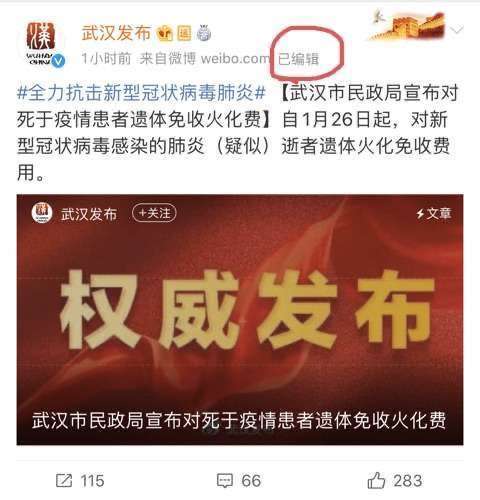 武汉发布
1小时前 来自微博 weibo.com 已编辑
#全力抗击新型冠状病毒肺炎# 【武汉市民政局宣布对
死于疫情患者遗体免收火化费】自1月26日起，对新
型冠状病毒感染的肺炎（疑似）逝者遗体火化免收费
用。
武汉发布 +关注
文章
权威发布
武汉市民政局宣布对死于疫情患者遗体免收火化费
115 66 283